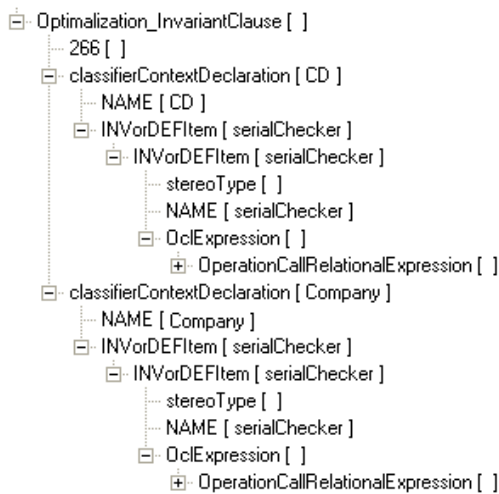 Optimalization_InvariantClause [ ]
266 [ ]
classifierContextDeclaration [ CD ]
NAME [ CD ]
INVorDEFItem [ serialChecker ]
INVorDEFItem [ serialChecker ]
stereoType [ ]
NAME [ serialChecker ]
OclExpression [ ]
OperationCallRelationalExpression [ ]
classifierContextDeclaration [ Company ]
NAME [ Company ]
INVorDEFItem [ serialChecker ]
INVorDEFItem [ serialChecker ]
stereoType [ ]
NAME [ serialChecker ]
OclExpression [ ]
OperationCallRelationalExpression [ ]